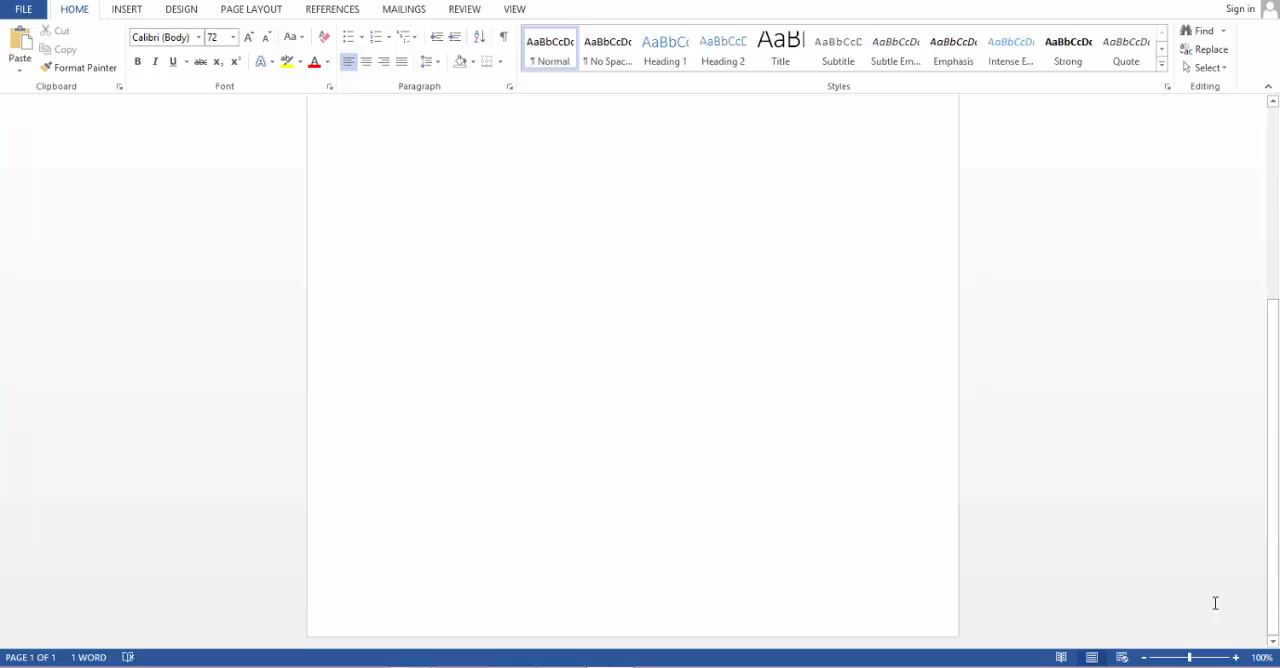 FILE HOME INSERT DESIGN PAGE LAYOUT REFERENCES MAILINGS REVIEW VIEW Sign in
Paste
Cut
Copy
Format Painter
Clipboard
Calibri (Body) 72
Font
Paragraph
AaBbCcDc AaBbCcDc AaBbCc AaBbCcD AaB AaBbCcD AaBbCcDc AaBbCcDc AaBbCcDc AaBbCcDc AaBbCcDc
¶ Normal ¶ No Spac... Heading 1 Heading 2 Title Subtitle Subtle Em... Emphasis Intense E... Strong Quote
Styles
Find
Replace
Select
Editing
PAGE 1 OF 1 1 WORD 100%